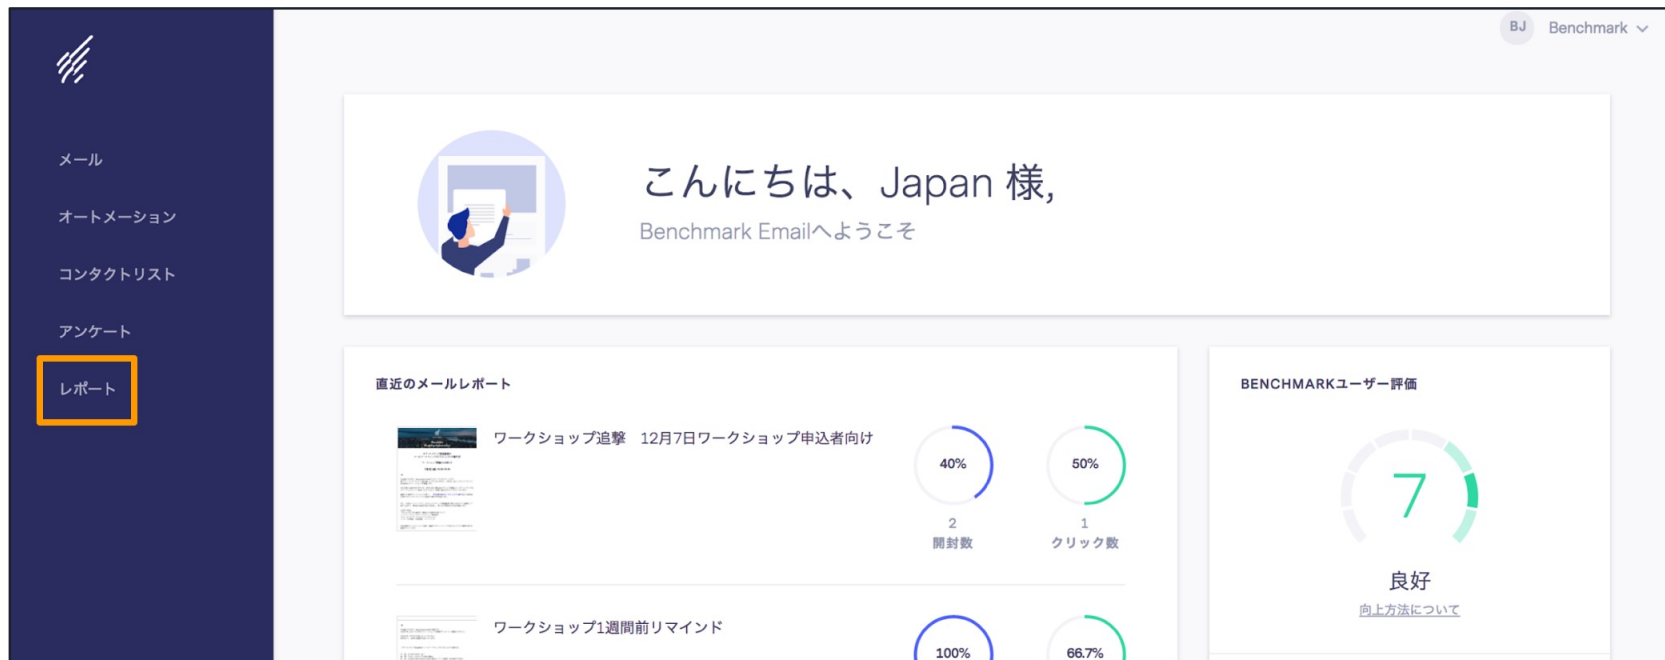 BJ Benchmark
メール
オートメーション
コンタクトリスト
アンケート
レポート
こんにちは、Japan 様,
Benchmark Emailへようこそ
直近のメールレポート
ワークショップ追撃　12月7日ワークショップ申込者向け
40%
50%
2
1
開封数
クリック数
ワークショップ1週間前リマインド
100%
66.7%
BENCHMARKユーザー評価
7
良好
向上方法について